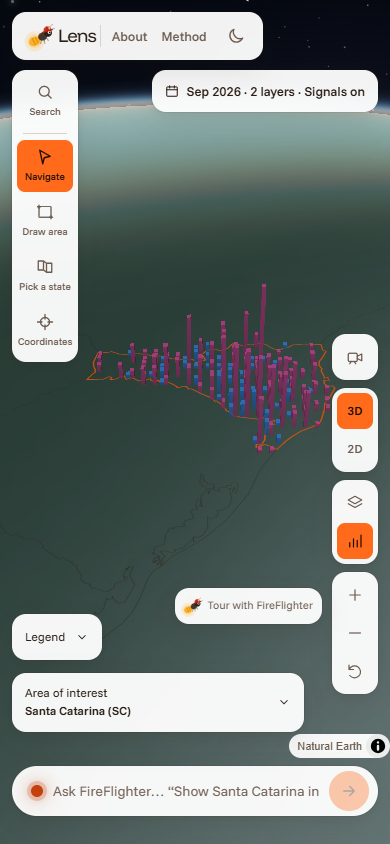 Lens
About
Method
Sep 2026 · 2 layers · Signals on
Search
Navigate
Draw area
Pick a state
Coordinates
3D
2D
Tour with FireFlighter
Legend
Area of interest
Santa Catarina (SC)
Natural Earth
Ask FireFlighter… “Show Santa Catarina in